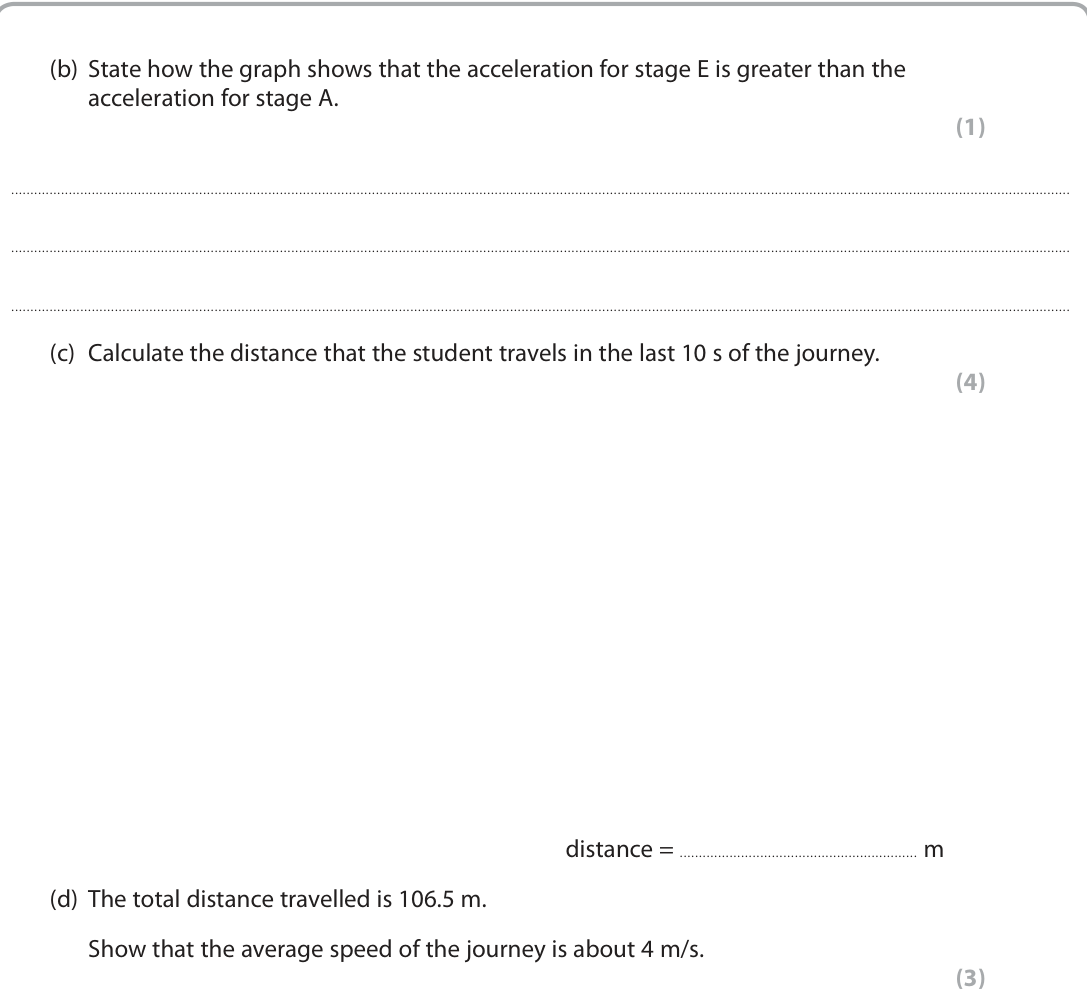 (b) State how the graph shows that the acceleration for stage E is greater than the
acceleration for stage A.
(1)
(c) Calculate the distance that the student travels in the last 10 s of the journey.
(4)
distance = ........................................................... m
(d) The total distance travelled is 106.5 m.
Show that the average speed of the journey is about 4 m/s.
(3)